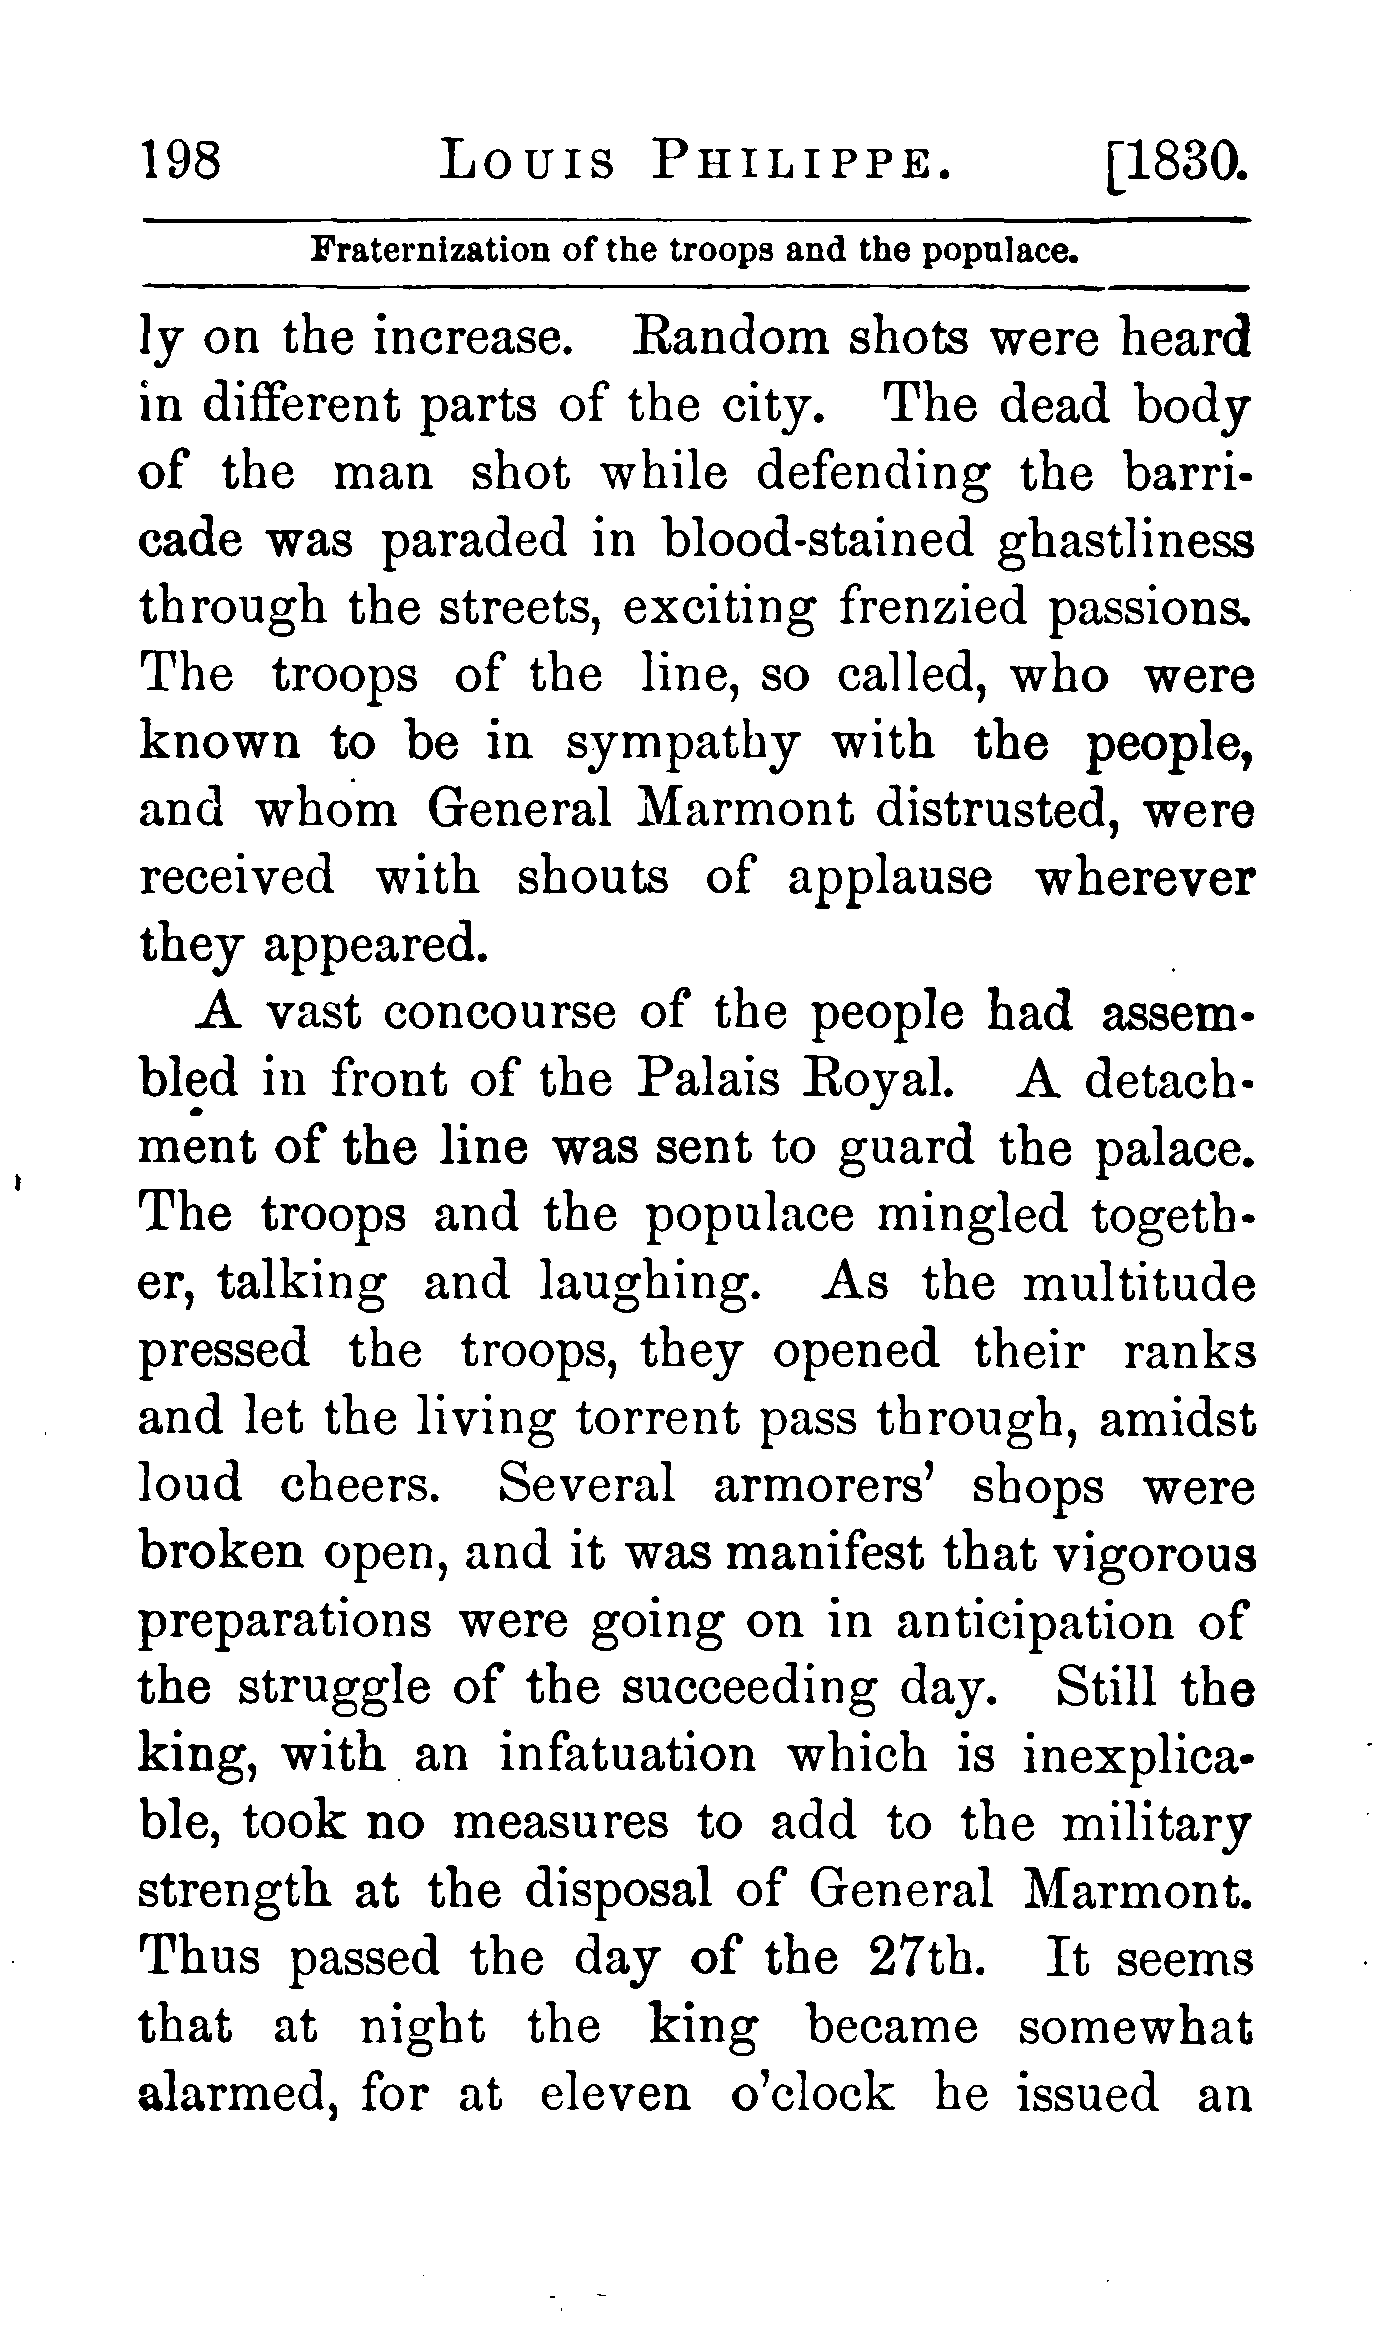 198 LOUIS PHILIPPE. [1830.
Fraternization of the troops and the populace.
ly on the increase. Random shots were heard
in different parts of the city. The dead body
of the man shot while defending the barri-
cade was paraded in blood-stained ghastliness
through the streets, exciting frenzied passions.
The troops of the line, so called, who were
known to be in sympathy with the people,
and whom General Marmont distrusted, were
received with shouts of applause wherever
they appeared.
A vast concourse of the people had assem-
bled in front of the Palais Royal. A detach-
ment of the line was sent to guard the palace.
The troops and the populace mingled togeth-
er, talking and laughing. As the multitude
pressed the troops, they opened their ranks
and let the living torrent pass through, amidst
loud cheers. Several armorers' shops were
broken open, and it was manifest that vigorous
preparations were going on in anticipation of
the struggle of the succeeding day. Still the
king, with an infatuation which is inexplica-
ble, took no measures to add to the military
strength at the disposal of General Marmont.
Thus passed the day of the 27th. It seems
that at night the king became somewhat
alarmed, for at eleven o'clock he issued an